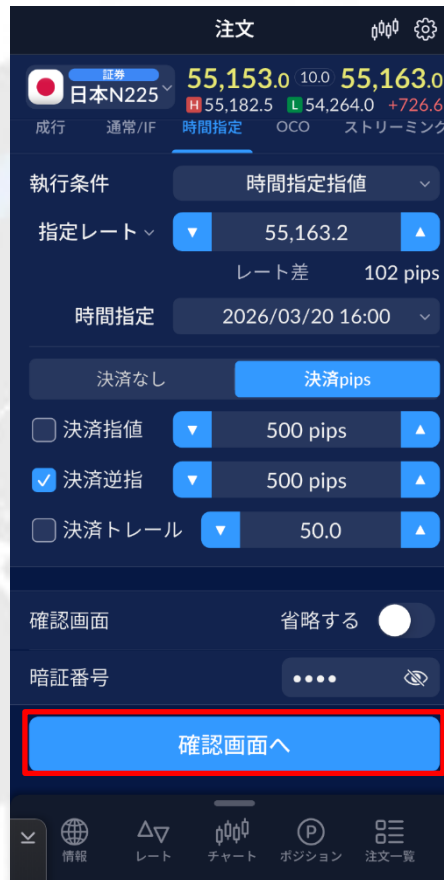 注文
証券
日本N225
55,153.0 10.0 55,163.0
H 55,182.5 L 54,264.0 +726.6
成行 通常/IF 時間指定 OCO ストリーミング
執行条件 時間指定指値
指定レート 55,163.2
レート差 102 pips
時間指定 2026/03/20 16:00
決済なし 決済pips
決済指値 500 pips
決済逆指 500 pips
決済トレール 50.0
確認画面 省略する
暗証番号 ••••
確認画面へ
情報 レート チャート ポジション 注文一覧